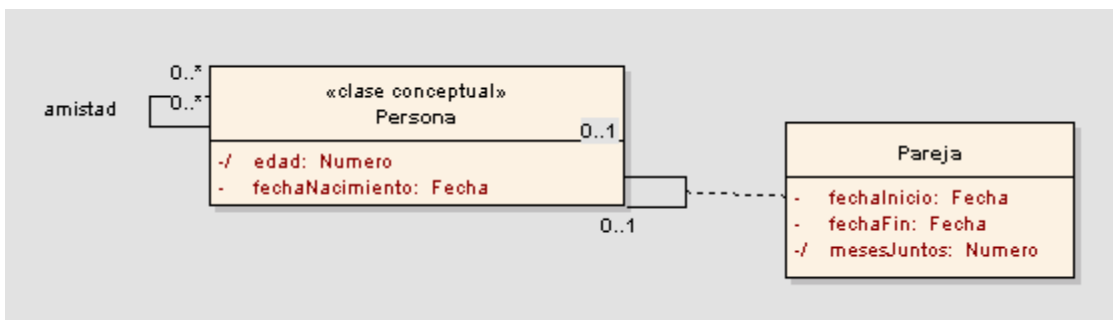 0..*
0..*
amistad
«clase conceptual»
Persona
0..1
-/ edad: Numero
- fechaNacimiento: Fecha
0..1
Pareja
- fechaInicio: Fecha
- fechaFin: Fecha
-/ mesesJuntos: Numero